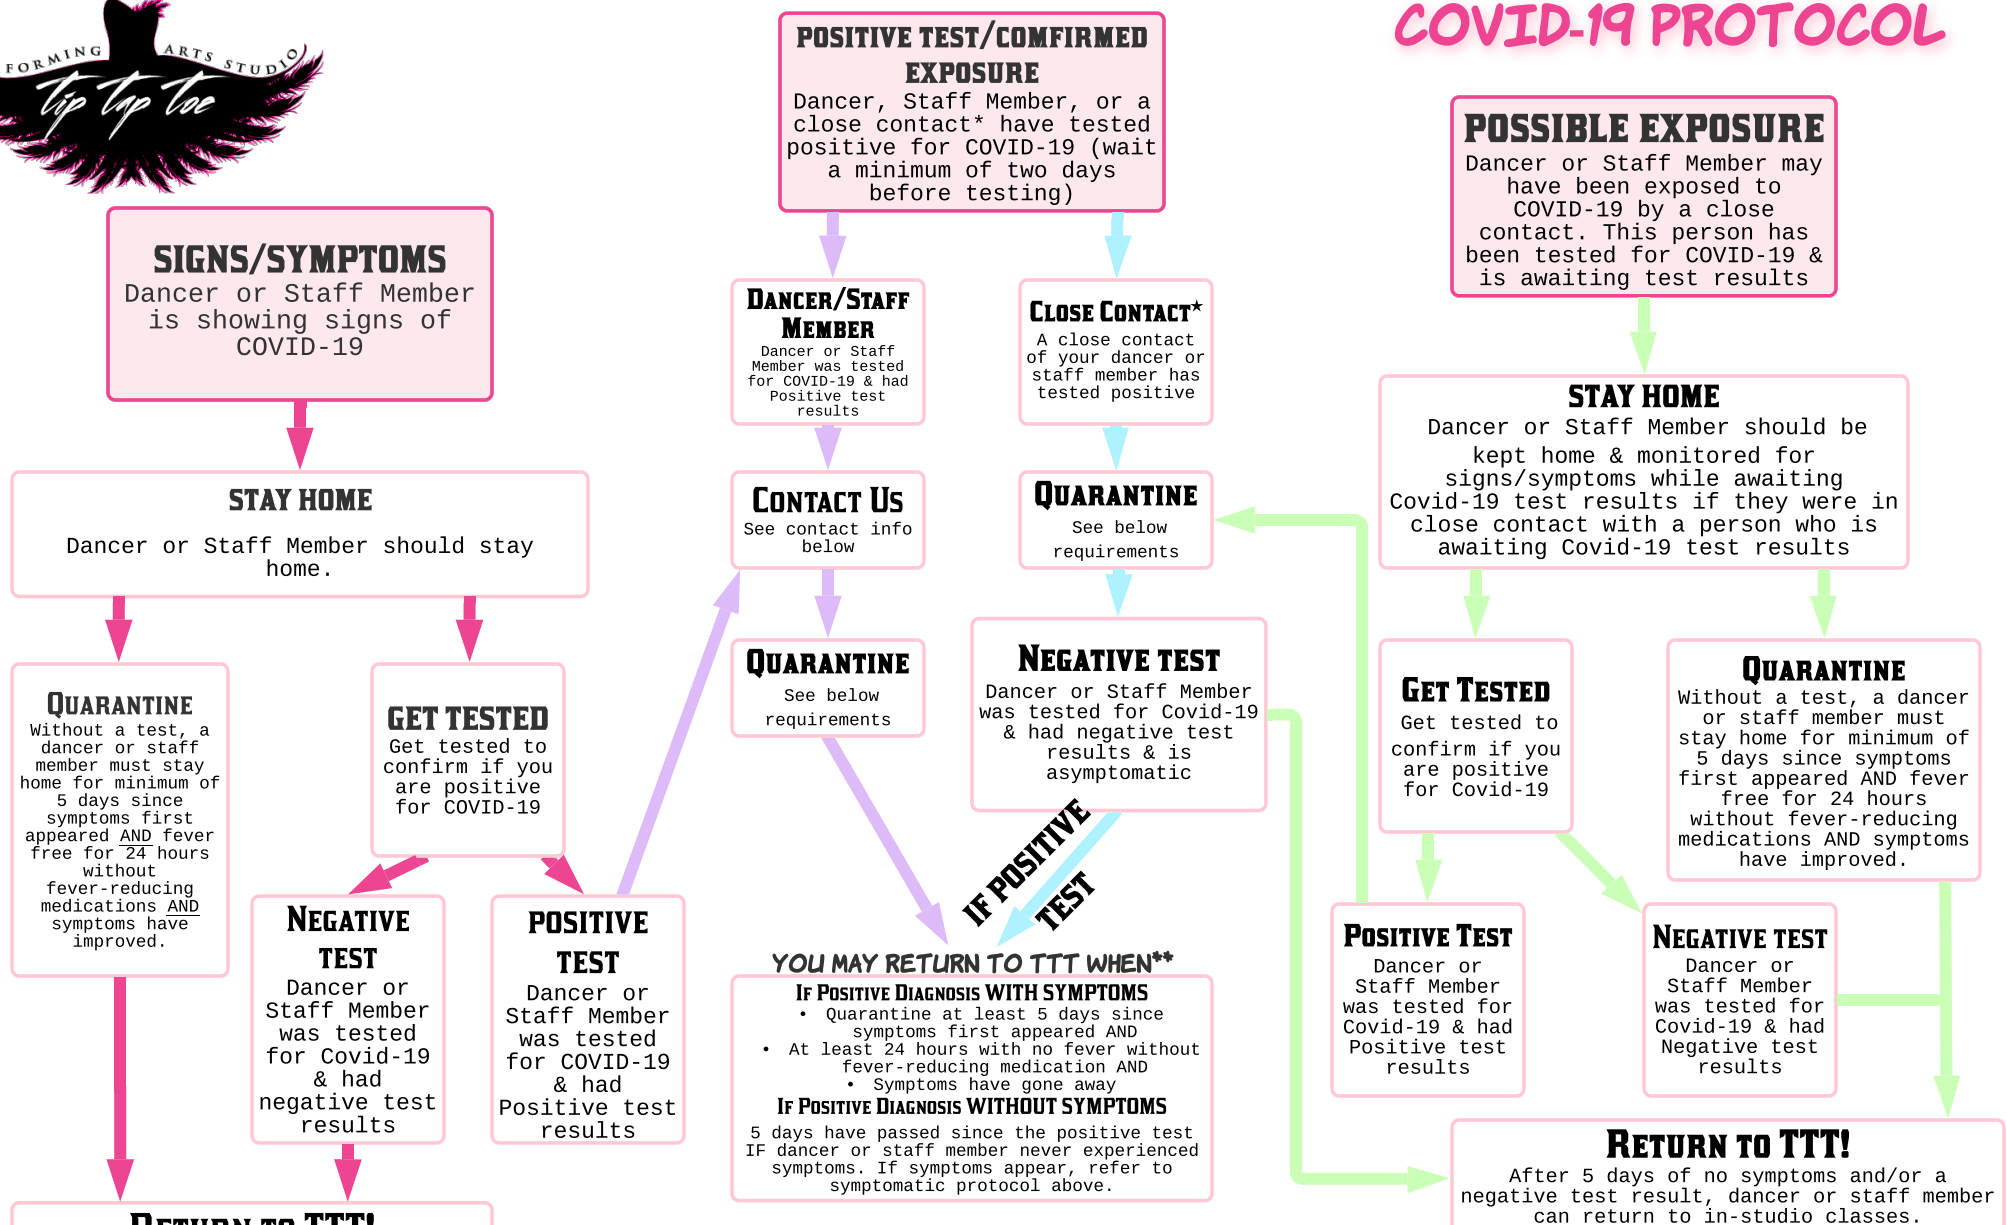 FORMING ARTS STUDIO
Tip Tap Toe
COVID-19 PROTOCOL
SIGNS/SYMPTOMS
Dancer or Staff Member
is showing signs of
COVID-19
STAY HOME
Dancer or Staff Member should stay
home.
Quarantine
Without a test, a
dancer or staff
member must stay
home for minimum of
5 days since
symptoms first
appeared AND fever
free for 24 hours
without
fever-reducing
medications AND
symptoms have
improved.
GET TESTED
Get tested to
confirm if you
are positive
for COVID-19
Negative
test
Dancer or
Staff Member
was tested
for Covid-19
& had
negative test
results
positive
test
Dancer or
Staff Member
was tested
for COVID-19
& had
Positive test
results
Return to TTT!
POSITIVE TEST/COMFIRMED
EXPOSURE
Dancer, Staff Member, or a
close contact* have tested
positive for COVID-19 (wait
a minimum of two days
before testing)
Dancer/Staff
Member
Dancer or Staff
Member was tested
for COVID-19 & had
Positive test
results
Contact Us
See contact info
below
Quarantine
See below
requirements
Close Contact★
A close contact
of your dancer or
staff member has
tested positive
Quarantine
See below
requirements
Negative test
Dancer or Staff Member
was tested for Covid-19
& had negative test
results & is
asymptomatic
IF POSITIVE
TEST
YOU MAY RETURN TO TTT WHEN**
If Positive Diagnosis WITH SYMPTOMS
• Quarantine at least 5 days since
symptoms first appeared AND
• At least 24 hours with no fever without
fever-reducing medication AND
• Symptoms have gone away
If Positive Diagnosis WITHOUT SYMPTOMS
5 days have passed since the positive test
IF dancer or staff member never experienced
symptoms. If symptoms appear, refer to
symptomatic protocol above.
POSSIBLE EXPOSURE
Dancer or Staff Member may
have been exposed to
COVID-19 by a close
contact. This person has
been tested for COVID-19 &
is awaiting test results
STAY HOME
Dancer or Staff Member should be
kept home & monitored for
signs/symptoms while awaiting
Covid-19 test results if they were in
close contact with a person who is
awaiting Covid-19 test results
Get Tested
Get tested to
confirm if you
are positive
for Covid-19
Quarantine
Without a test, a dancer
or staff member must
stay home for minimum of
5 days since symptoms
first appeared AND fever
free for 24 hours
without fever-reducing
medications AND symptoms
have improved.
Positive Test
Dancer or
Staff Member
was tested for
Covid-19 & had
Positive test
results
Negative test
Dancer or
Staff Member
was tested for
Covid-19 & had
Negative test
results
Return to TTT!
After 5 days of no symptoms and/or a
negative test result, dancer or staff member
can return to in-studio classes.